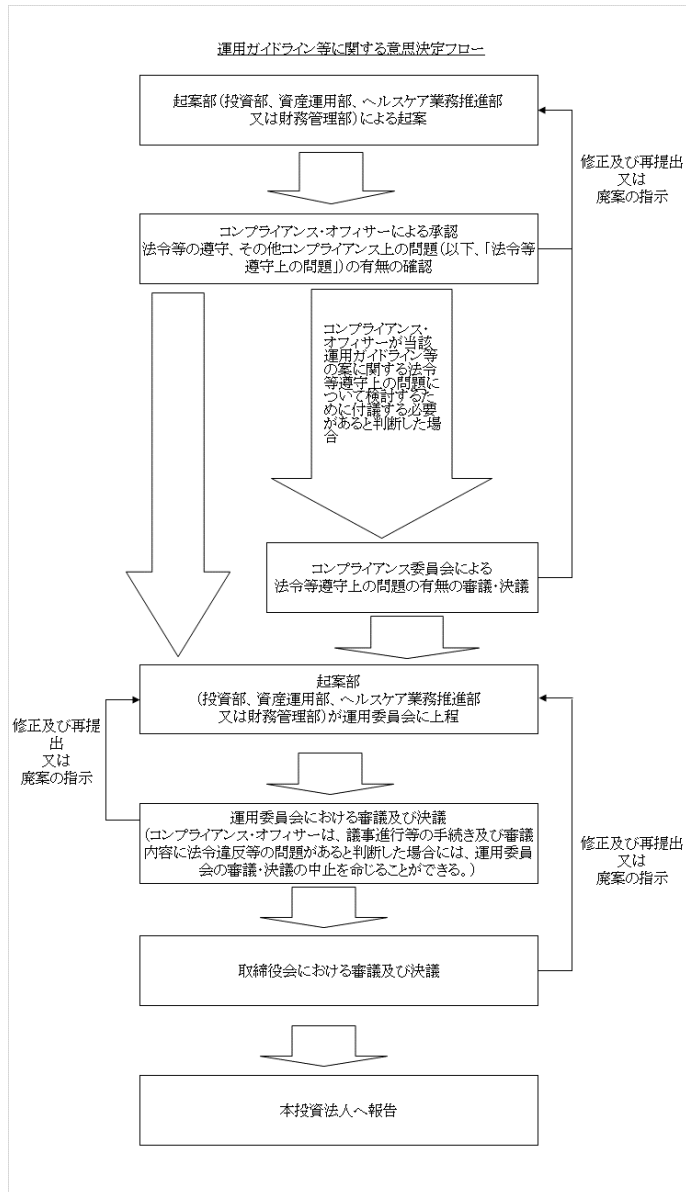 運用ガイドライン等に関する意思決定フロー
起案部(投資部、資産運用部、ヘルスケア業務推進部
又は財務管理部)による起案
修正及び再提出
又は
廃案の指示
コンプライアンス・オフィサーによる承認
法令等の遵守、その他コンプライアンス上の問題(以下、「法令等
遵守上の問題」)の有無の確認
コンプライアンス・
オフィサーが当該
運用ガイドライン等
の案に関する法令
等遵守上の問題に
ついて検討するた
めに付議する必要
があると判断した場
合
コンプライアンス委員会による
法令等遵守上の問題の有無の審議・決議
起案部
(投資部、資産運用部、ヘルスケア業務推進部
又は財務管理部)が運用委員会に上程
修正及び再提
出
又は
廃案の指示
運用委員会における審議及び決議
(コンプライアンス・オフィサーは、議事進行等の手続き及び審議
内容に法令違反等の問題があると判断した場合には、運用委員
会の審議・決議の中止を命じることができる。)
修正及び再提出
又は
廃案の指示
取締役会における審議及び決議
本投資法人へ報告